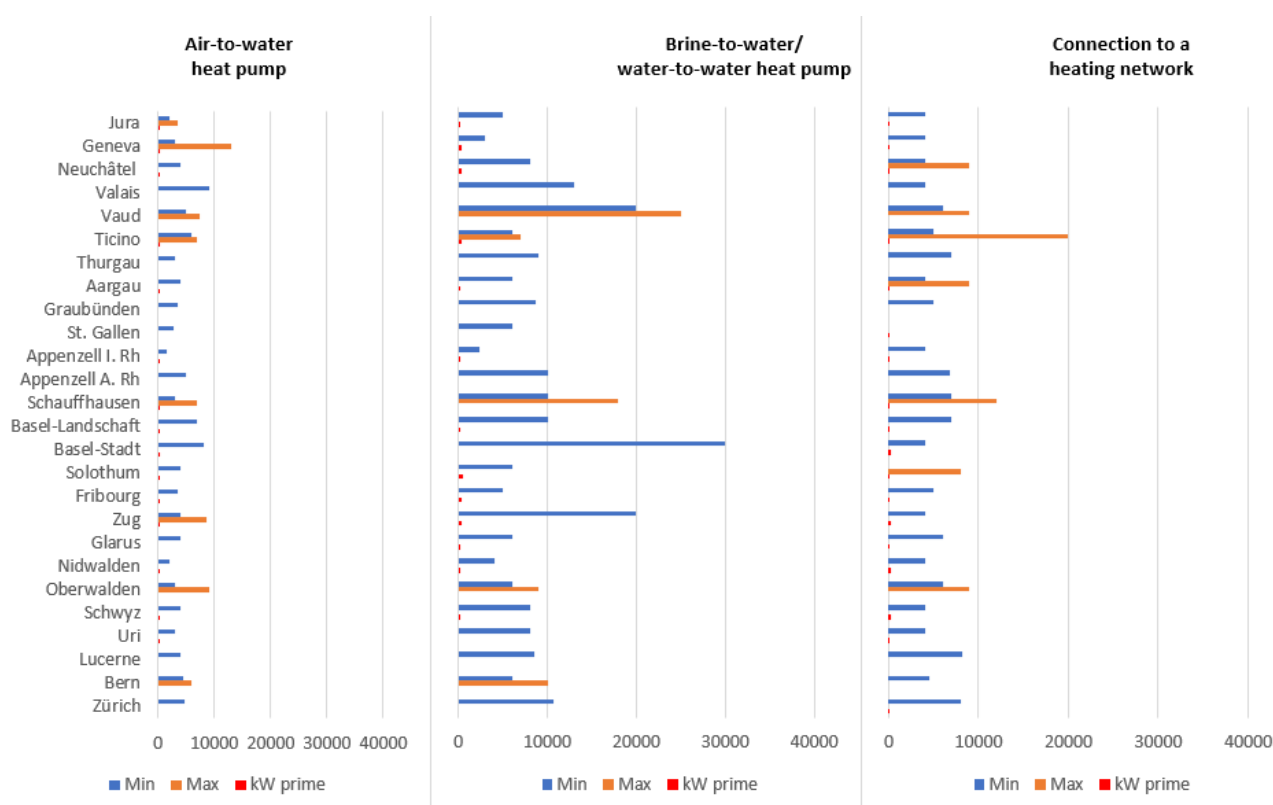 Air-to-water
heat pump
Brine-to-water/
water-to-water heat pump
Connection to a
heating network
Jura
Geneva
Neuchâtel
Valais
Vaud
Ticino
Thurgau
Aargau
Graubünden
St. Gallen
Appenzell I. Rh
Appenzell A. Rh
Schauffhausen
Basel-Landschaft
Basel-Stadt
Solothum
Fribourg
Zug
Glarus
Nidwalden
Oberwalden
Schwyz
Uri
Lucerne
Bern
Zürich
0 10000 20000 30000 40000
0 10000 20000 30000 40000
0 10000 20000 30000 40000
Min Max kW prime
Min Max kW prime
Min Max kW prime